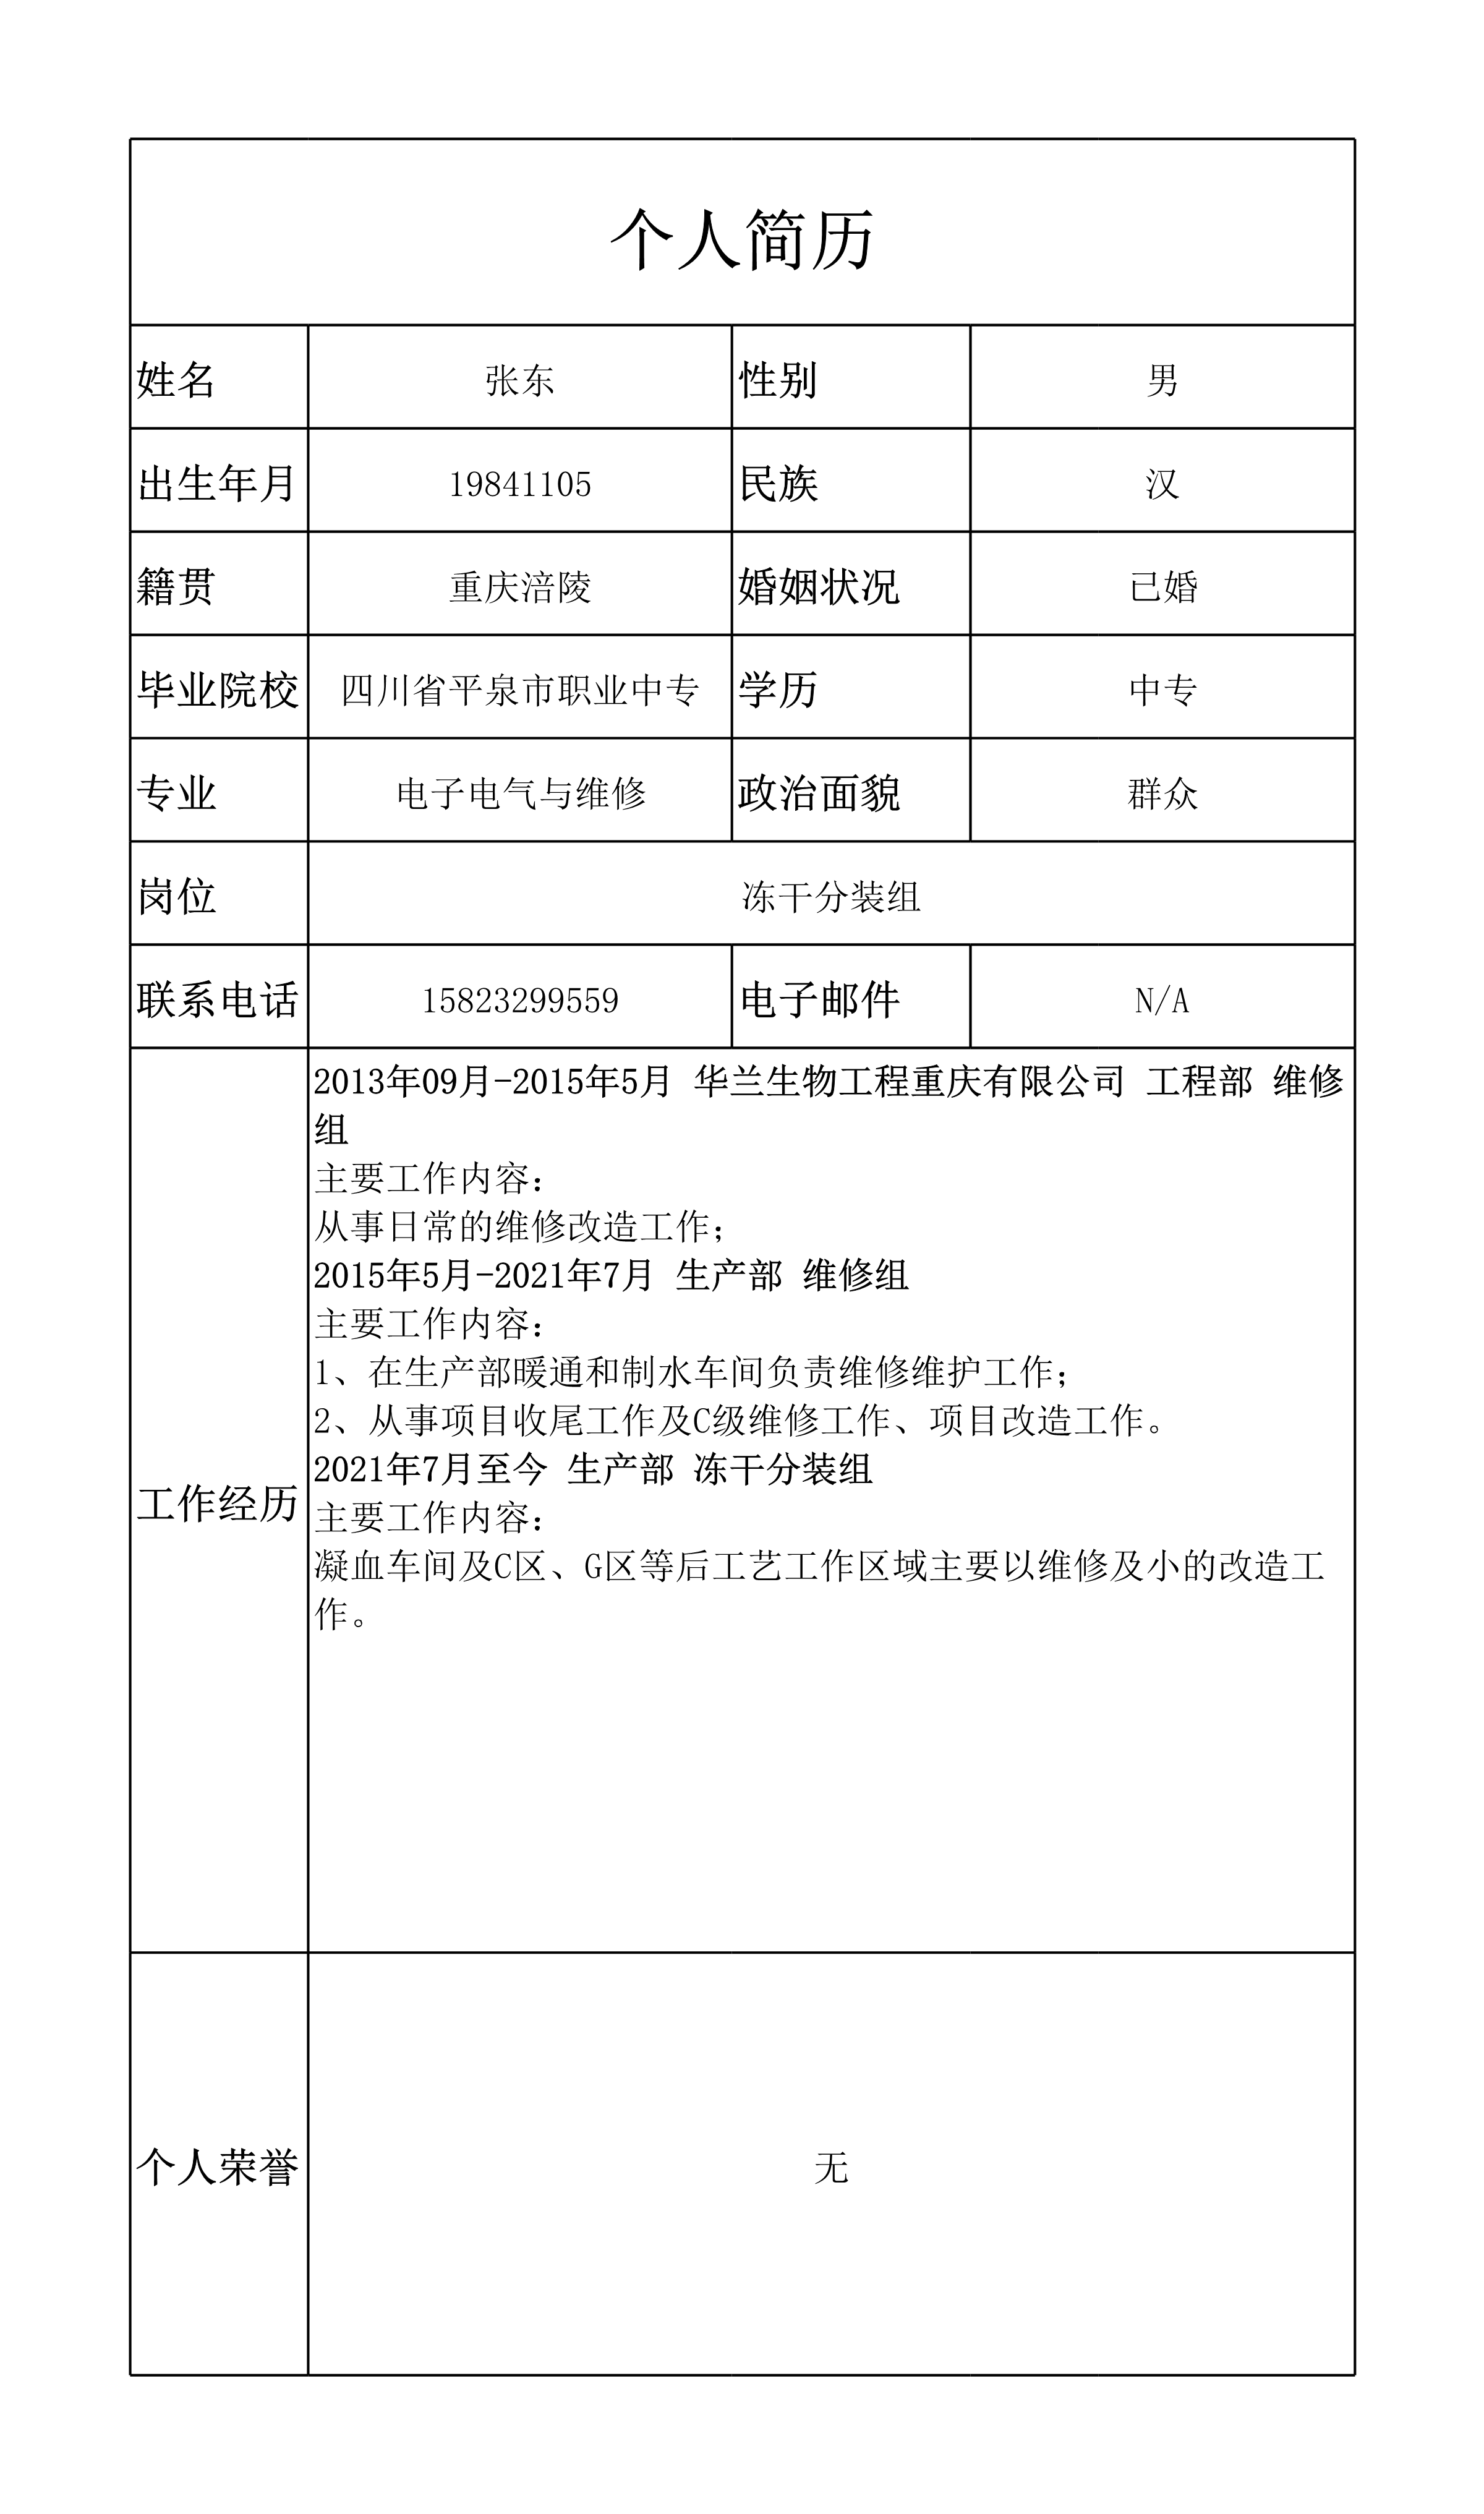 个人简历
姓名 张东 性别 男
出生年月 19841105 民族 汉
籍贯 重庆涪陵 婚姻状况 已婚
毕业院校 四川省平泉市职业中专 学历 中专
专业 电子电气与维修 政治面貌 群众
岗位 冻干分装组
联系电话 15823299559 电子邮件 N/A
工作经历
2013年09月-2015年5月 华兰生物工程重庆有限公司 工程部 维修
组
主要工作内容：
从事日常的维修改造工作；
2015年5月-2021年7月 生产部 维修组
主要工作内容：
1、在生产部暖通和制水车间负责维修维护工作；
2、从事项目收尾工作及C级维修工作、项目改造工作。
2021年7月至今 生产部 冻干分装组
主要工作内容：
凝血车间及C区、G区等后工艺工作区域主要以维修及小的改造工
作。
个人荣誉 无